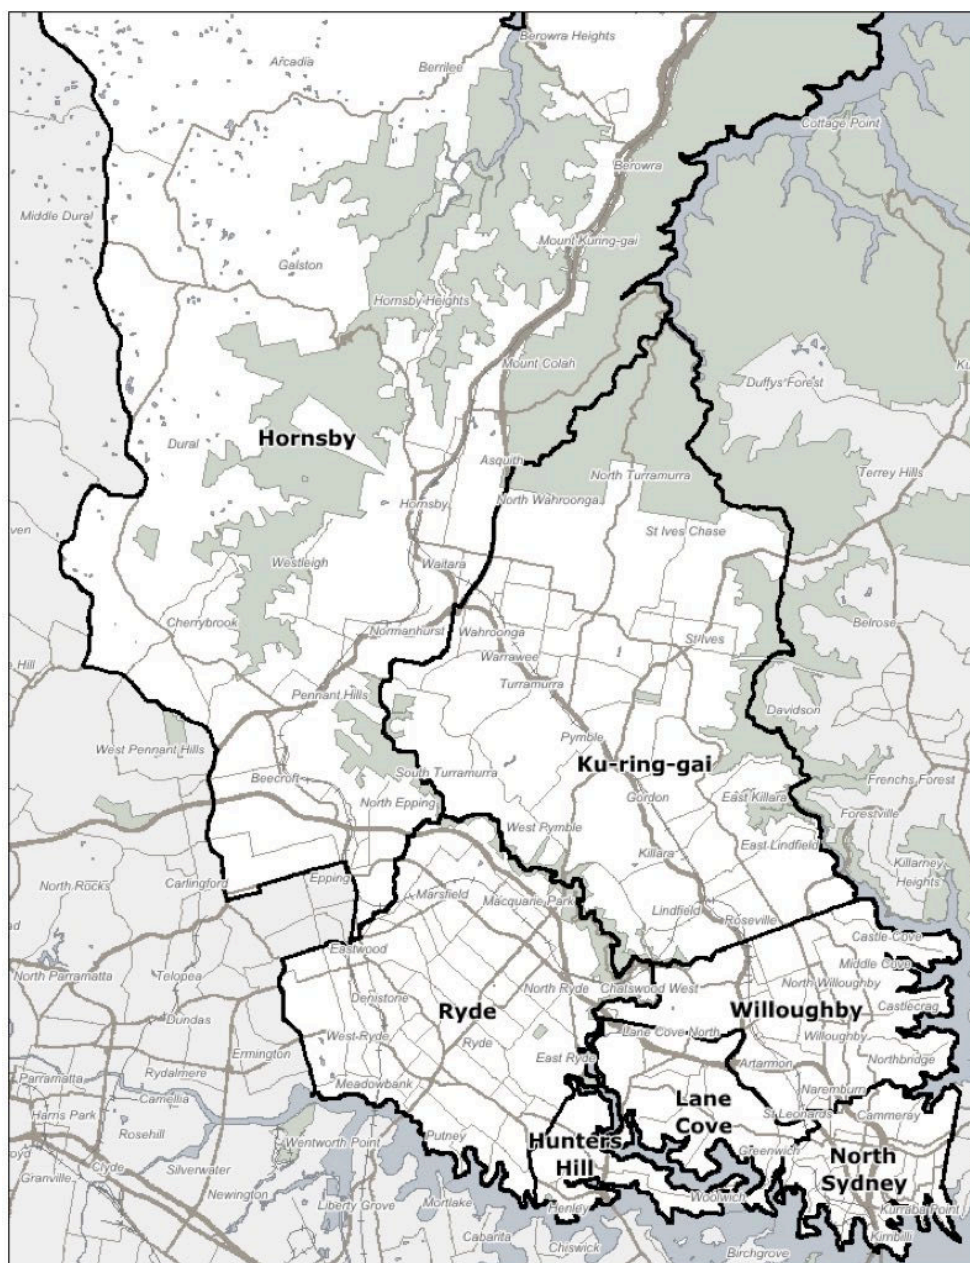 Berowra Heights
Arcadia
Berrilee
Cottage Point
Berowra
Middle Dural
Mount Kuring-gai
Galston
Hornsby Heights
Mount Colah
Duffys Forest
Hornsby
Dural
Asquith
North Turramurra
Terrey Hills
North Wahroonga
Hornsby
St Ives Chase
Westleigh
Waitara
Cherrybrook
Normanhurst
Wahroonga
St Ives
Belrose
Warrawee
Turramurra
Pennant Hills
Davidson
West Pennant Hills
Pymble
Ku-ring-gai
South Turramurra
Beecroft
Frenchs Forest
North Epping
Gordon
East Killara
Forestville
West Pymble
East Lindfield
Killara
Killarney
Heights
North Rocks
Carlingford
Epping
Marsfield
Macquarie Park
Lindfield
Roseville
Castle Cove
Eastwood
Middle Cove
North Parramatta
Telopea
North Ryde
Chatswood West
North Willoughby
Denistone
Ryde
Willoughby
Castlecrag
Dundas
West Ryde
Ryde
Lane Cove North
Willoughby
Ermington
East Ryde
Artarmon
Northbridge
Parramatta
Rydalmere
Meadowbank
Naremburn
Camellia
Lane
Cove
St Leonards
Cammeray
Harris Park
Rosehill
Wentworth Point
Putney
Hunters
Hill
Greenwich
North
Sydney
Clyde
Silverwater
Granville
Newington
Liberty Grove
Mortlake
Henley
Woolwich
Kurraba Point
Cabarita
Chiswick
Birchgrove
Kirribilli